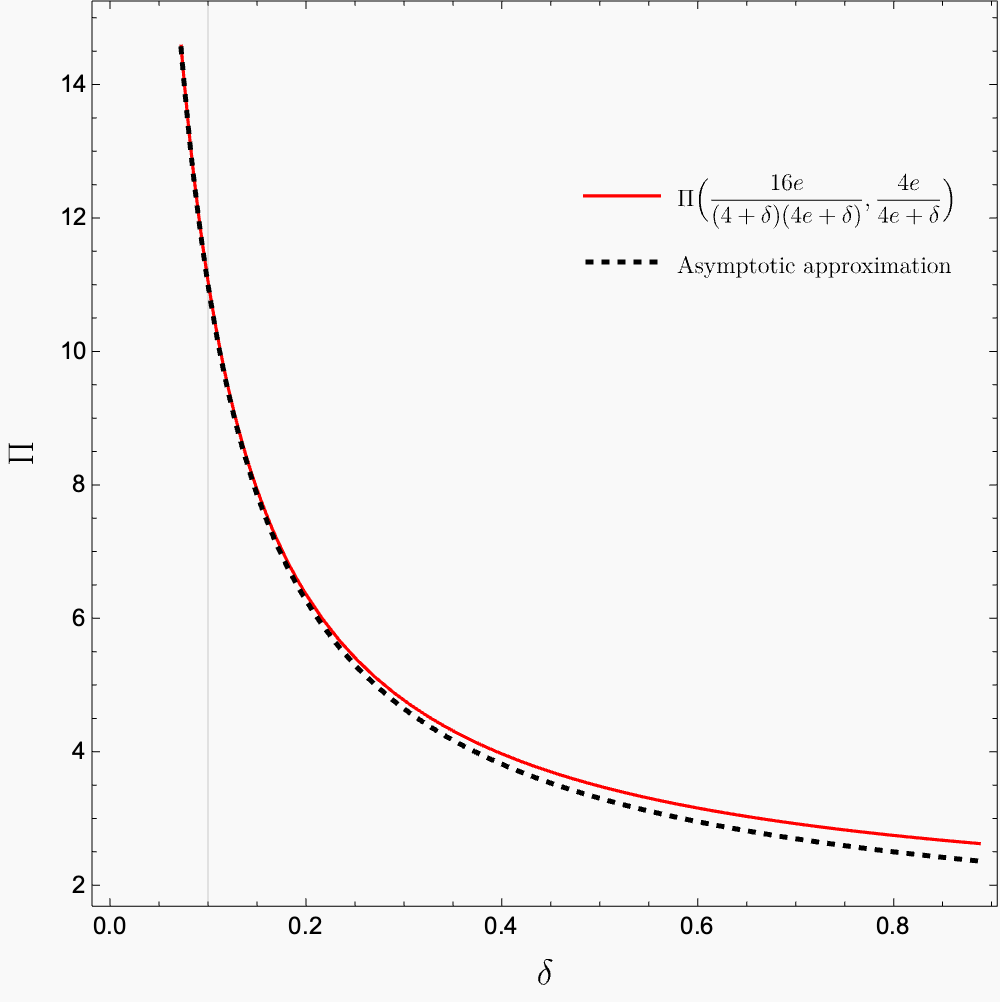 14
12
10
8
6
4
2
0.0 0.2 0.4 0.6 0.8
Π
δ
Π(16e/((4 + δ)(4e + δ)), 4e/(4e + δ))
Asymptotic approximation